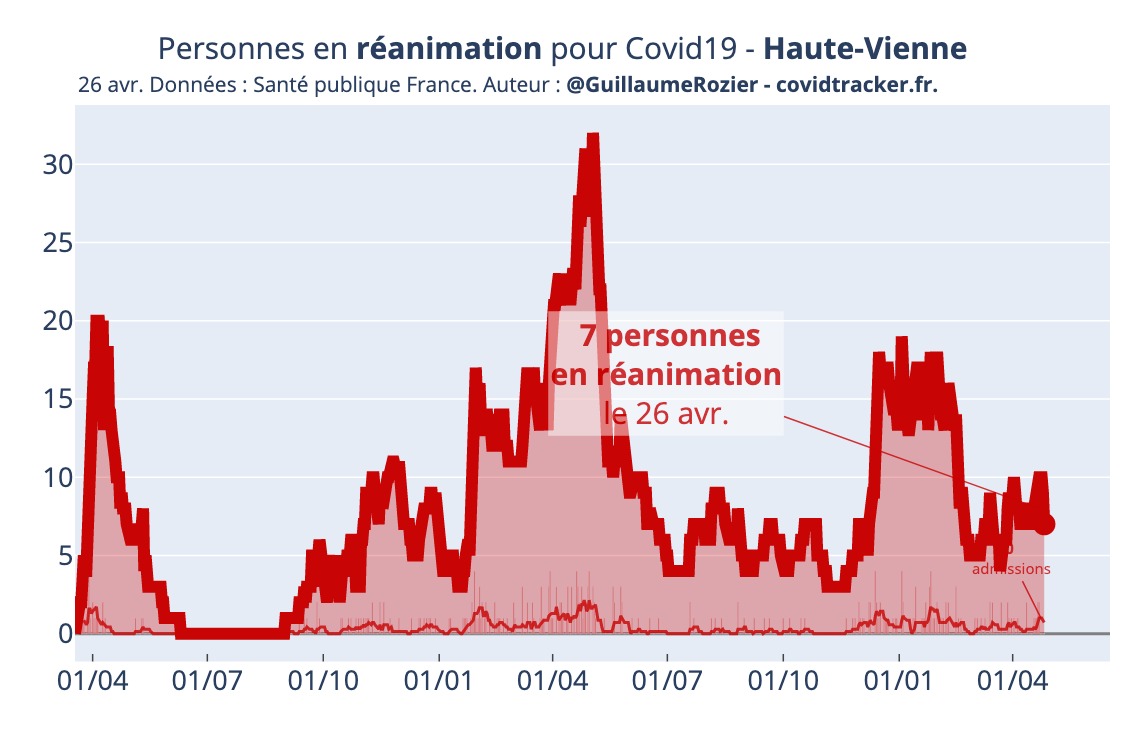 Personnes en réanimation pour Covid19 - Haute-Vienne
26 avr. Données : Santé publique France. Auteur : @GuillaumeRozier - covidtracker.fr.
30
25
20
15
10
5
0
7 personnes
en réanimation
le 26 avr.
0
admissions
01/04 01/07 01/10 01/01 01/04 01/07 01/10 01/01 01/04